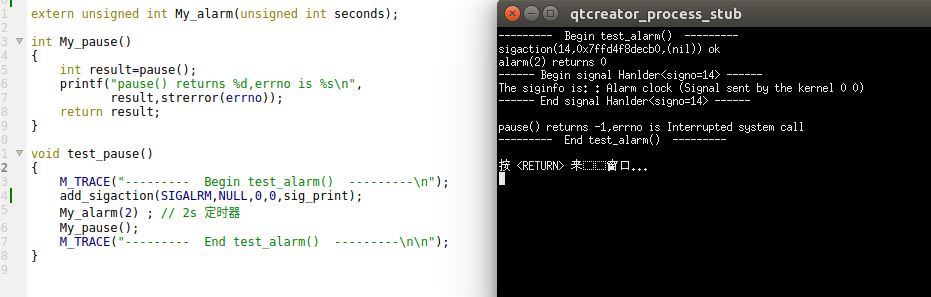 extern unsigned int My_alarm(unsigned int seconds);
int My_pause()
{
int result=pause();
printf("pause() returns %d,errno is %s\n",
result,strerror(errno));
return result;
}
void test_pause()
{
M_TRACE("---------  Begin test_alarm()  ---------\n");
add_sigaction(SIGALRM,NULL,0,0,sig_print);
My_alarm(2) ; // 2s 定时器
My_pause();
M_TRACE("---------  End test_alarm()  ---------\n\n");
}
qtcreator_process_stub
---------  Begin test_alarm()  ---------
sigaction(14,0x7ffd4f8decb0,(nil)) ok
alarm(2) returns 0
------ Begin signal Hanlder<signo=14> ------
The siginfo is: : Alarm clock (Signal sent by the kernel 0 0)
------ End signal Hanlder<signo=14> ------
pause() returns -1,errno is Interrupted system call
---------  End test_alarm()  ---------
按 <RETURN> 来窗口...